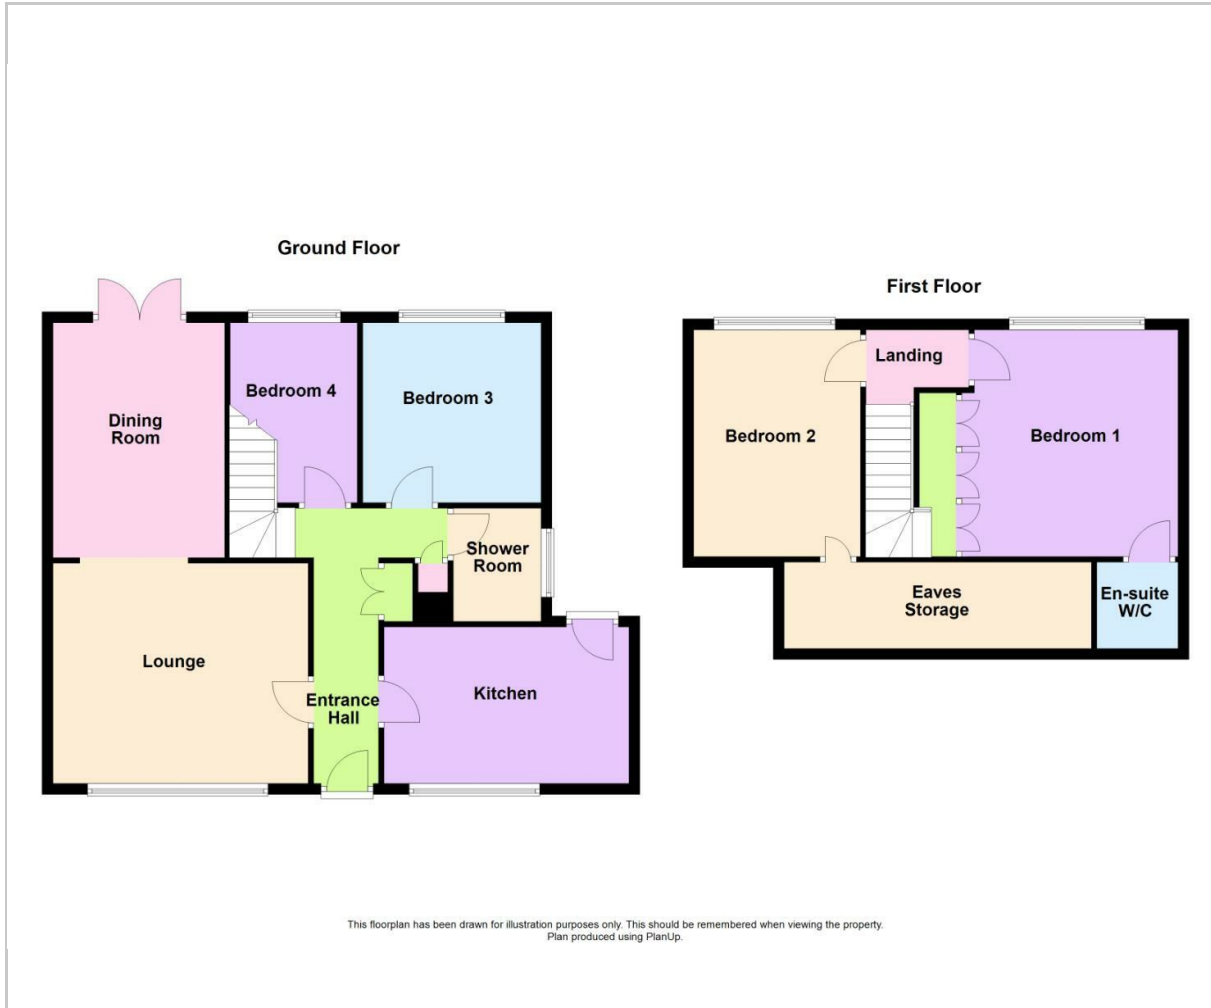 Ground Floor
Dining
Room
Bedroom 4
Bedroom 3
Shower
Room
Lounge
Entrance
Hall
Kitchen
First Floor
Landing
Bedroom 2
Bedroom 1
Eaves
Storage
En-suite
W/C
This floorplan has been drawn for illustration purposes only. This should be remembered when viewing the property.
Plan produced using PlanUp.